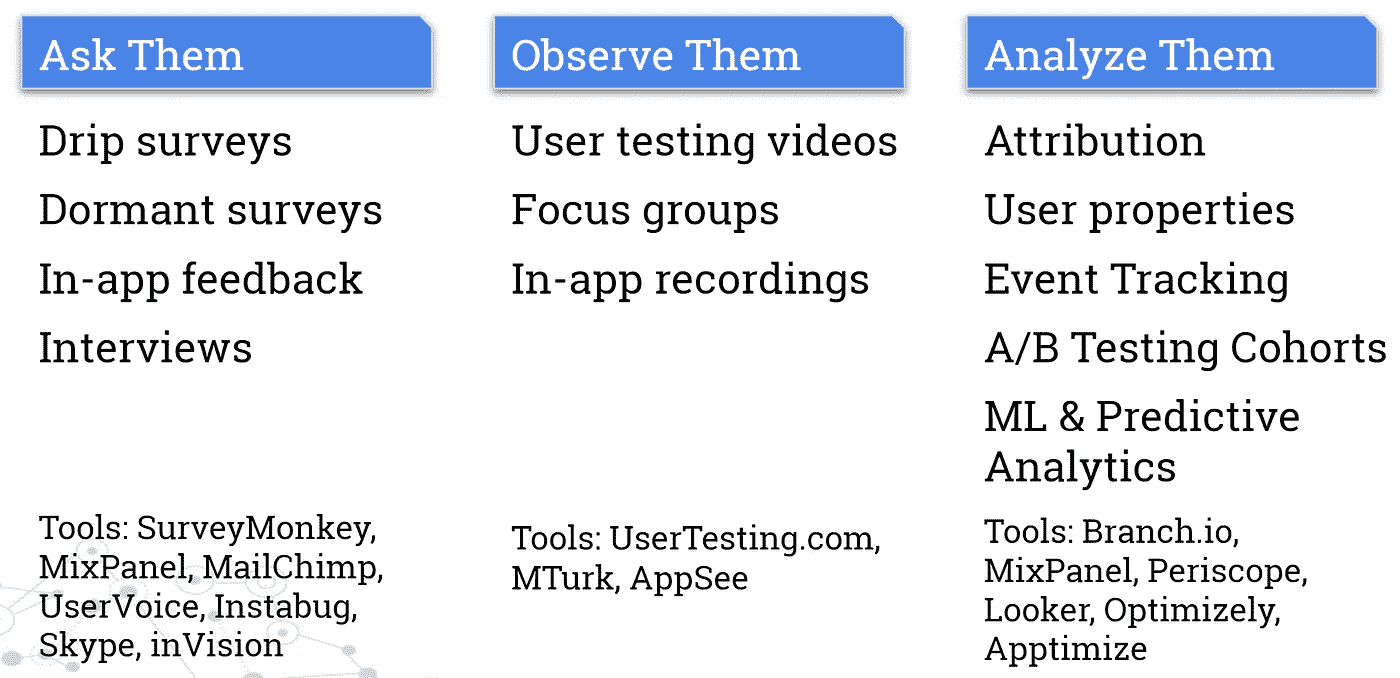 Ask Them
Drip surveys
Dormant surveys
In-app feedback
Interviews
Tools: SurveyMonkey,
MixPanel, MailChimp,
UserVoice, Instabug,
Skype, inVision
Observe Them
User testing videos
Focus groups
In-app recordings
Tools: UserTesting.com,
MTurk, AppSee
Analyze Them
Attribution
User properties
Event Tracking
A/B Testing Cohorts
ML & Predictive
Analytics
Tools: Branch.io,
MixPanel, Periscope,
Looker, Optimizely,
Apptimize